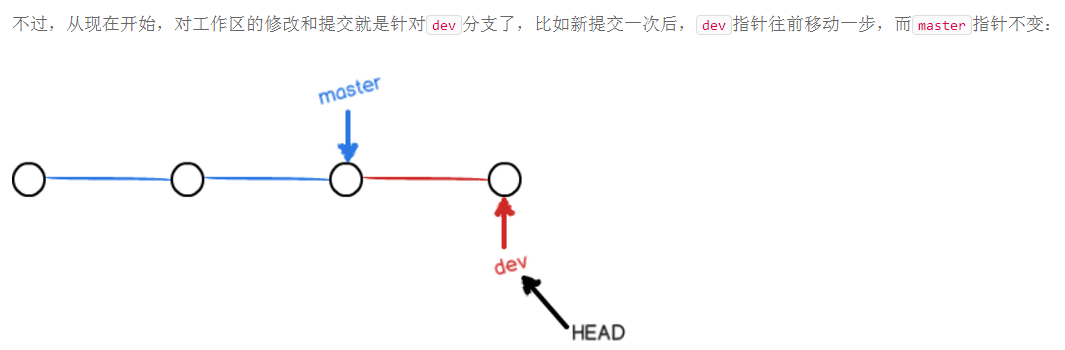 不过，从现在开始，对工作区的修改和提交就是针对dev分支了，比如新提交一次后，dev指针往前移动一步，而master指针不变：
master
dev
HEAD